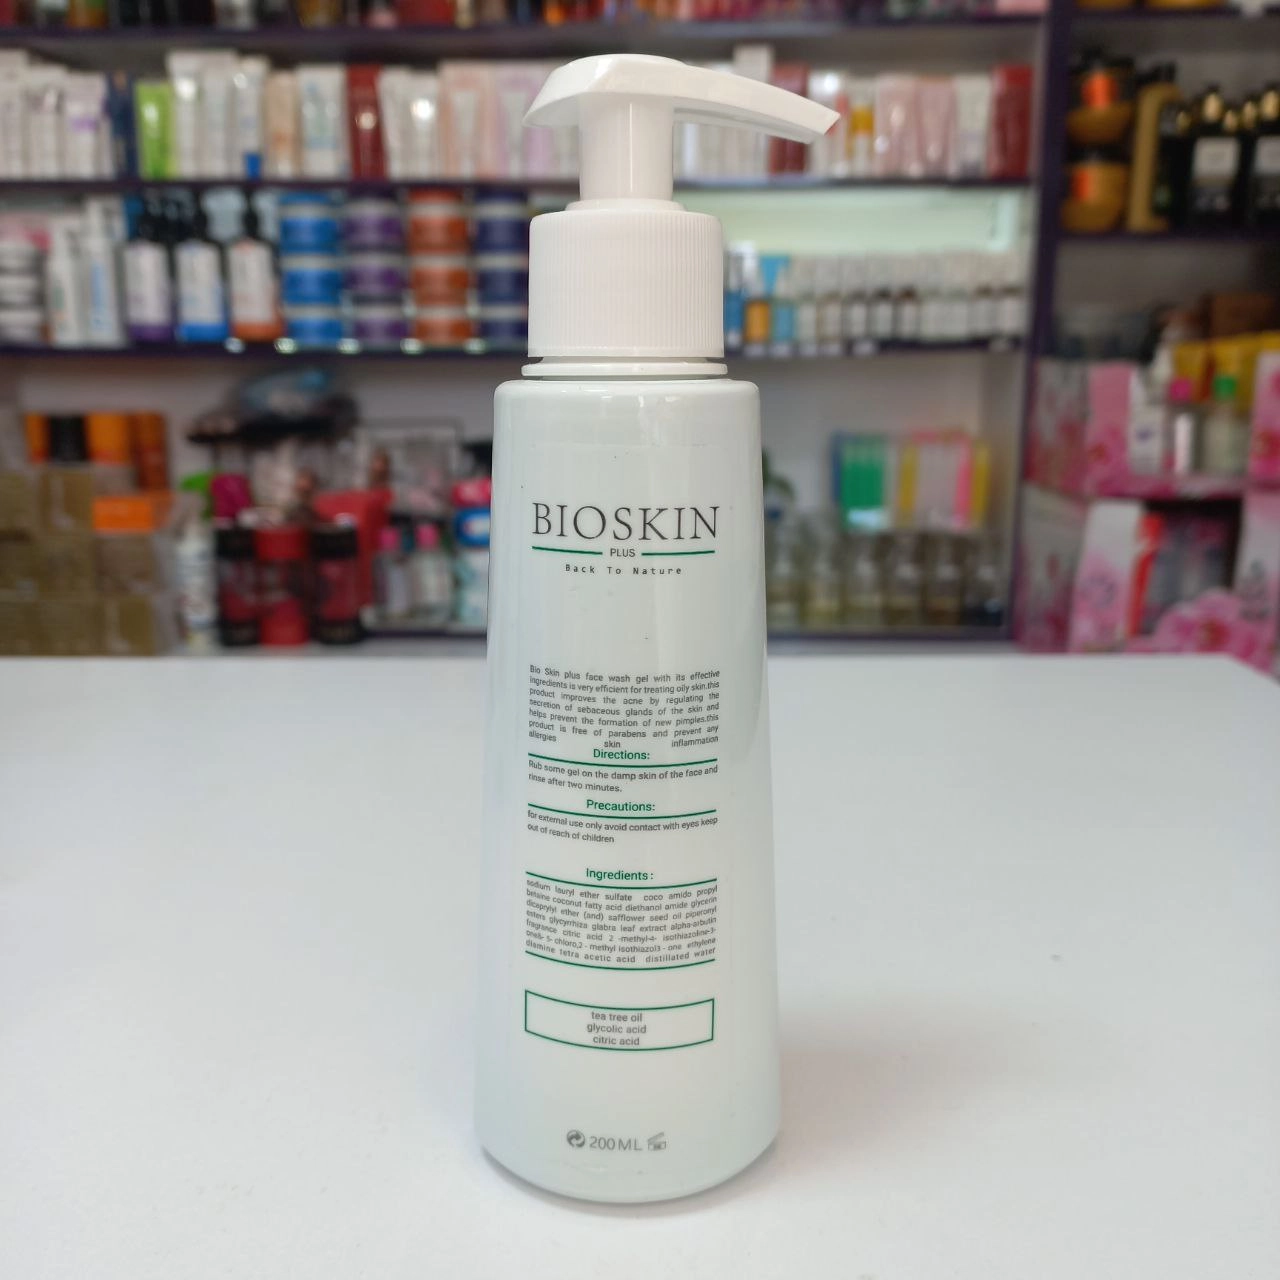 BIOSKIN
PLUS
Back To Nature
Bio Skin plus face wash gel with its effective
ingredients is very efficient for treating oily skin.this
product improves the acne by regulating the
secretion of sebaceous glands of the skin and
helps prevent the formation of new pimples.this
product is free of parabens and prevent any
allergies skin inflammation
Directions:
Rub some gel on the damp skin of the face and
rinse after two minutes.
Precautions:
for external use only avoid contact with eyes keep
out of reach of children
Ingredients :
sodium lauryl ether sulfate coco amido propyl
betaine coconut fatty acid diethanol amide glycerin
dicaprylyl ether (and) safflower seed oil piperonyl
esters glycyrrhiza glabra leaf extract alpha-arbutin
fragrance citric acid 2 -methyl-4- isothiazoline-3-
one&- 5- chloro,2 - methyl isothiazol3 - one ethylene
diamine tetra acetic acid distillated water
tea tree oil
glycolic acid
citric acid
200 ML